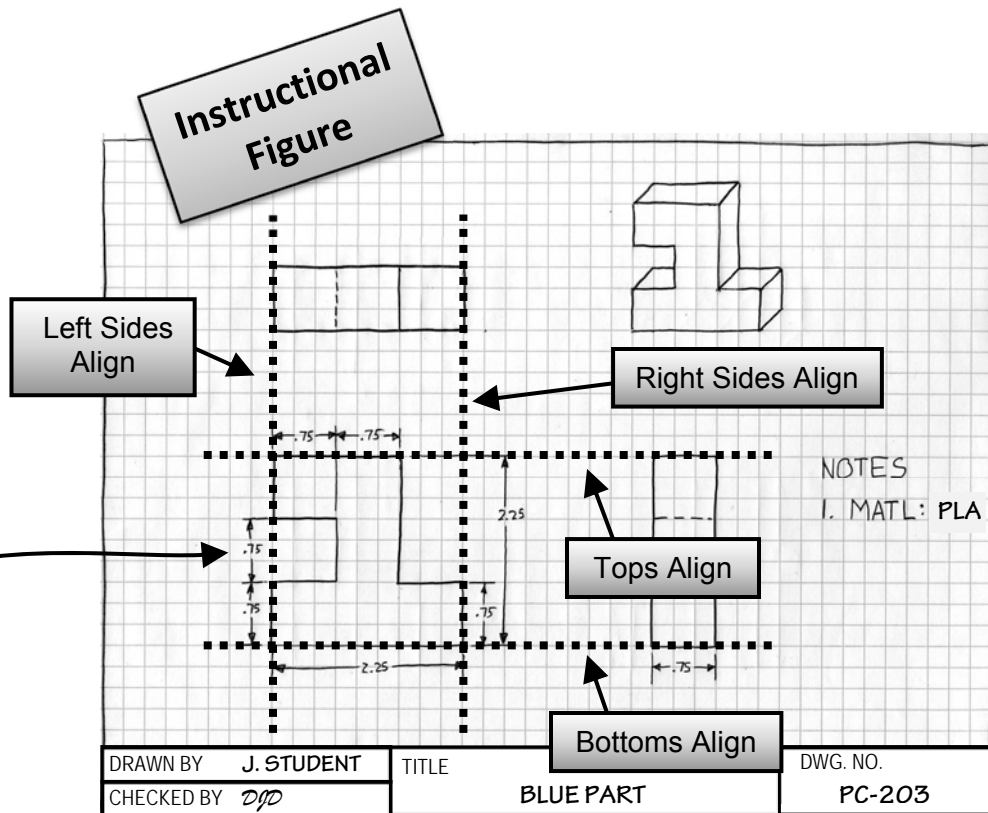 Instructional
Figure
Left Sides
Align
Right Sides Align
.75
.75
NOTES
1. MATL: PLA
2.25
.75
Tops Align
.75
.75
2.25
.75
Bottoms Align
DRAWN BY J. STUDENT
CHECKED BY DJD
TITLE
BLUE PART
DWG. NO.
PC-203